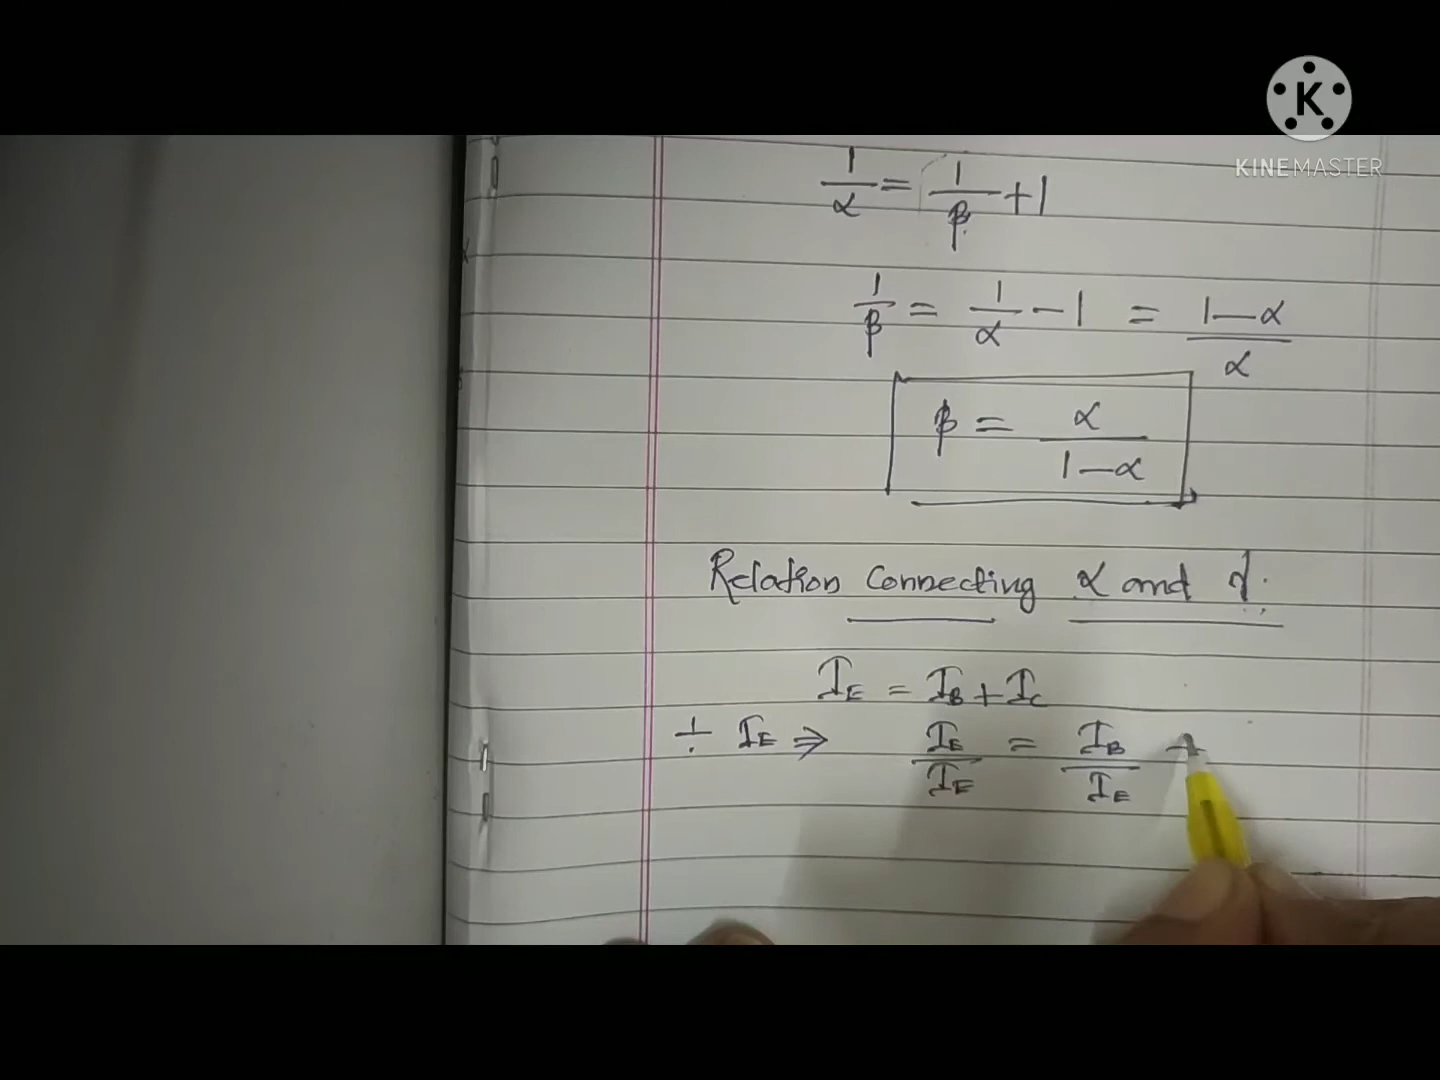 K
KINEMASTER
1/α = 1/β + 1
1/β = 1/α − 1 = 1−α/α
β = α/1−α
Relation Connecting α and γ.
I_E = I_B + I_C
÷ I_E ⇒ I_E/I_E = I_B/I_E +